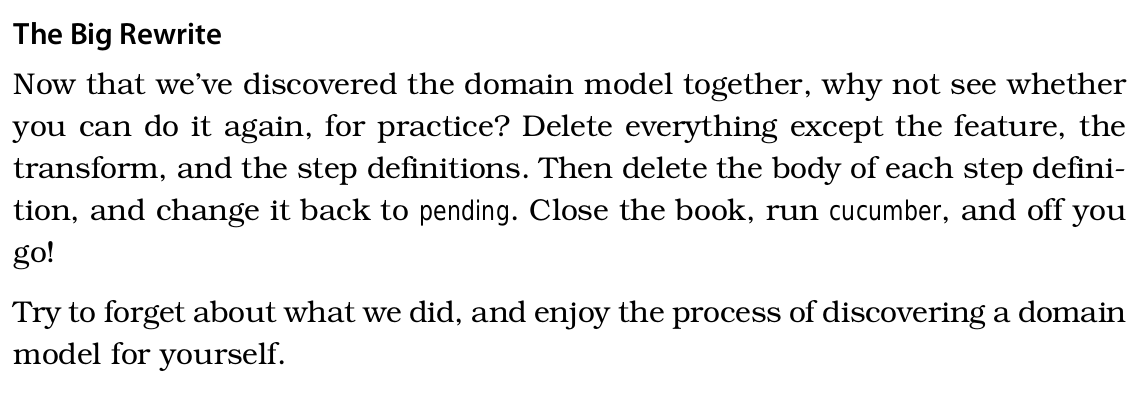 The Big Rewrite
Now that we’ve discovered the domain model together, why not see whether
you can do it again, for practice? Delete everything except the feature, the
transform, and the step definitions. Then delete the body of each step defini-
tion, and change it back to pending. Close the book, run cucumber, and off you
go!
Try to forget about what we did, and enjoy the process of discovering a domain
model for yourself.